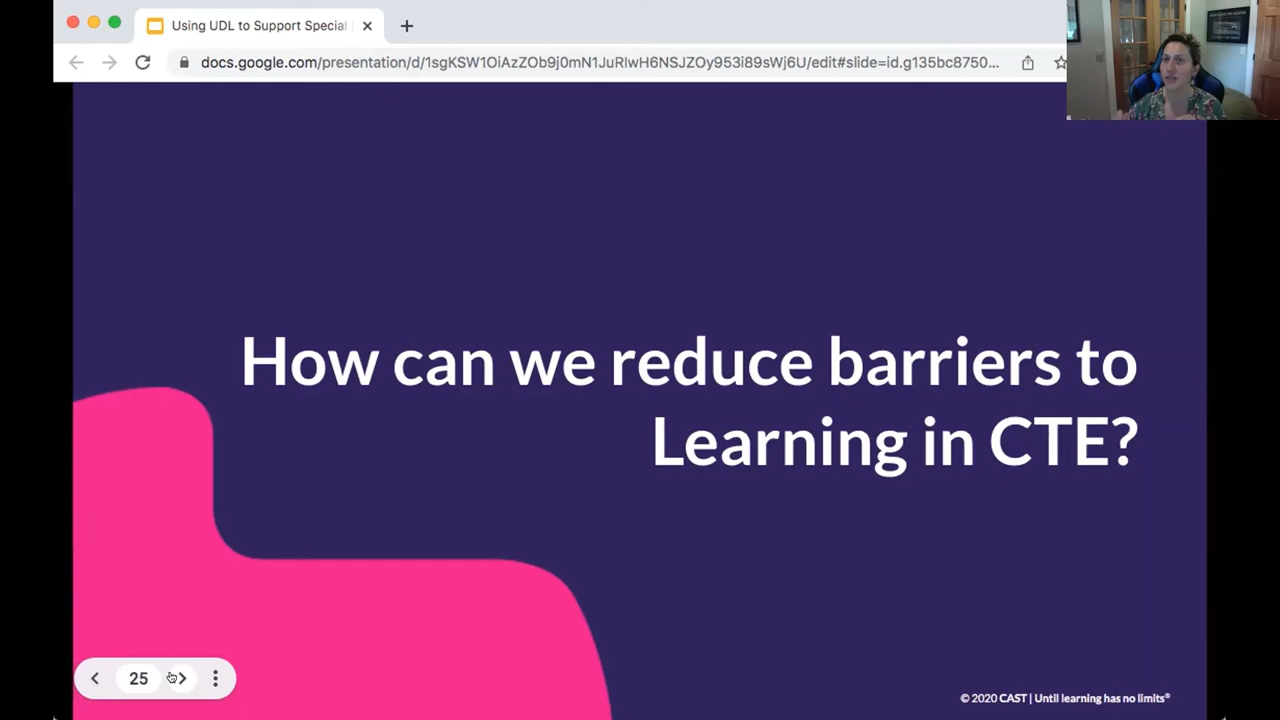 Using UDL to Support Special
docs.google.com/presentation/d/1sgKSW1OiAzZOb9j0mN1JuRlwH6NSJZOy953i89sWj6U/edit#slide=id.g135bc8750...
How can we reduce barriers to
Learning in CTE?
25
© 2020 CAST | Until learning has no limits®